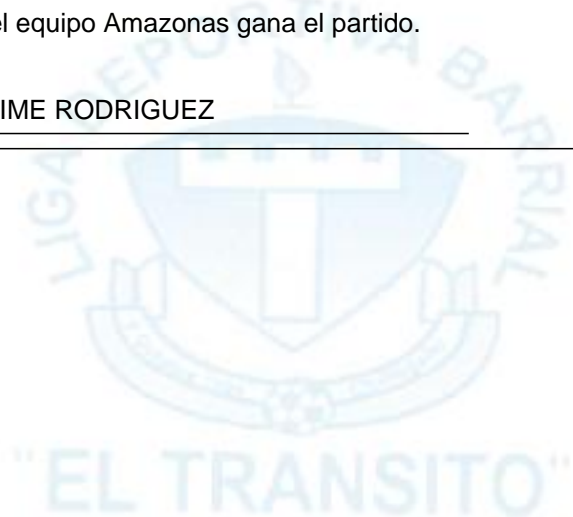 el equipo Amazonas gana el partido.
IME RODRIGUEZ
LIGA DEPORTIVA BARRIAL
"EL TRANSITO"